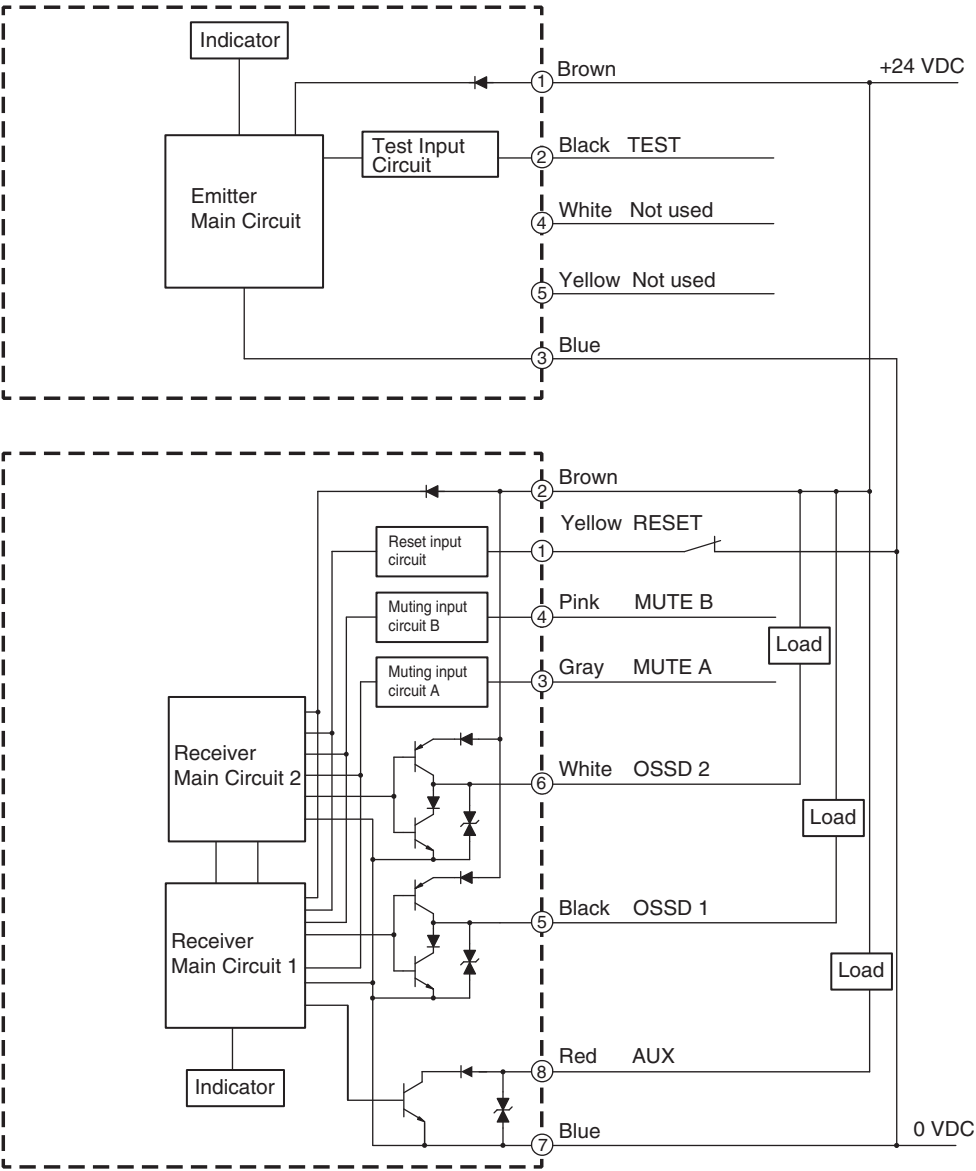 Indicator
+24 VDC
1 Brown
Test Input
Circuit
2 Black TEST
Emitter
Main Circuit
4 White Not used
5 Yellow Not used
3 Blue
2 Brown
Yellow RESET
Reset input
circuit
1
Muting input
circuit B
4 Pink MUTE B
Load
Muting input
circuit A
3 Gray MUTE A
Receiver
Main Circuit 2
6 White OSSD 2
Load
5 Black OSSD 1
Receiver
Main Circuit 1
Load
8 Red AUX
Indicator
7 Blue
0 VDC